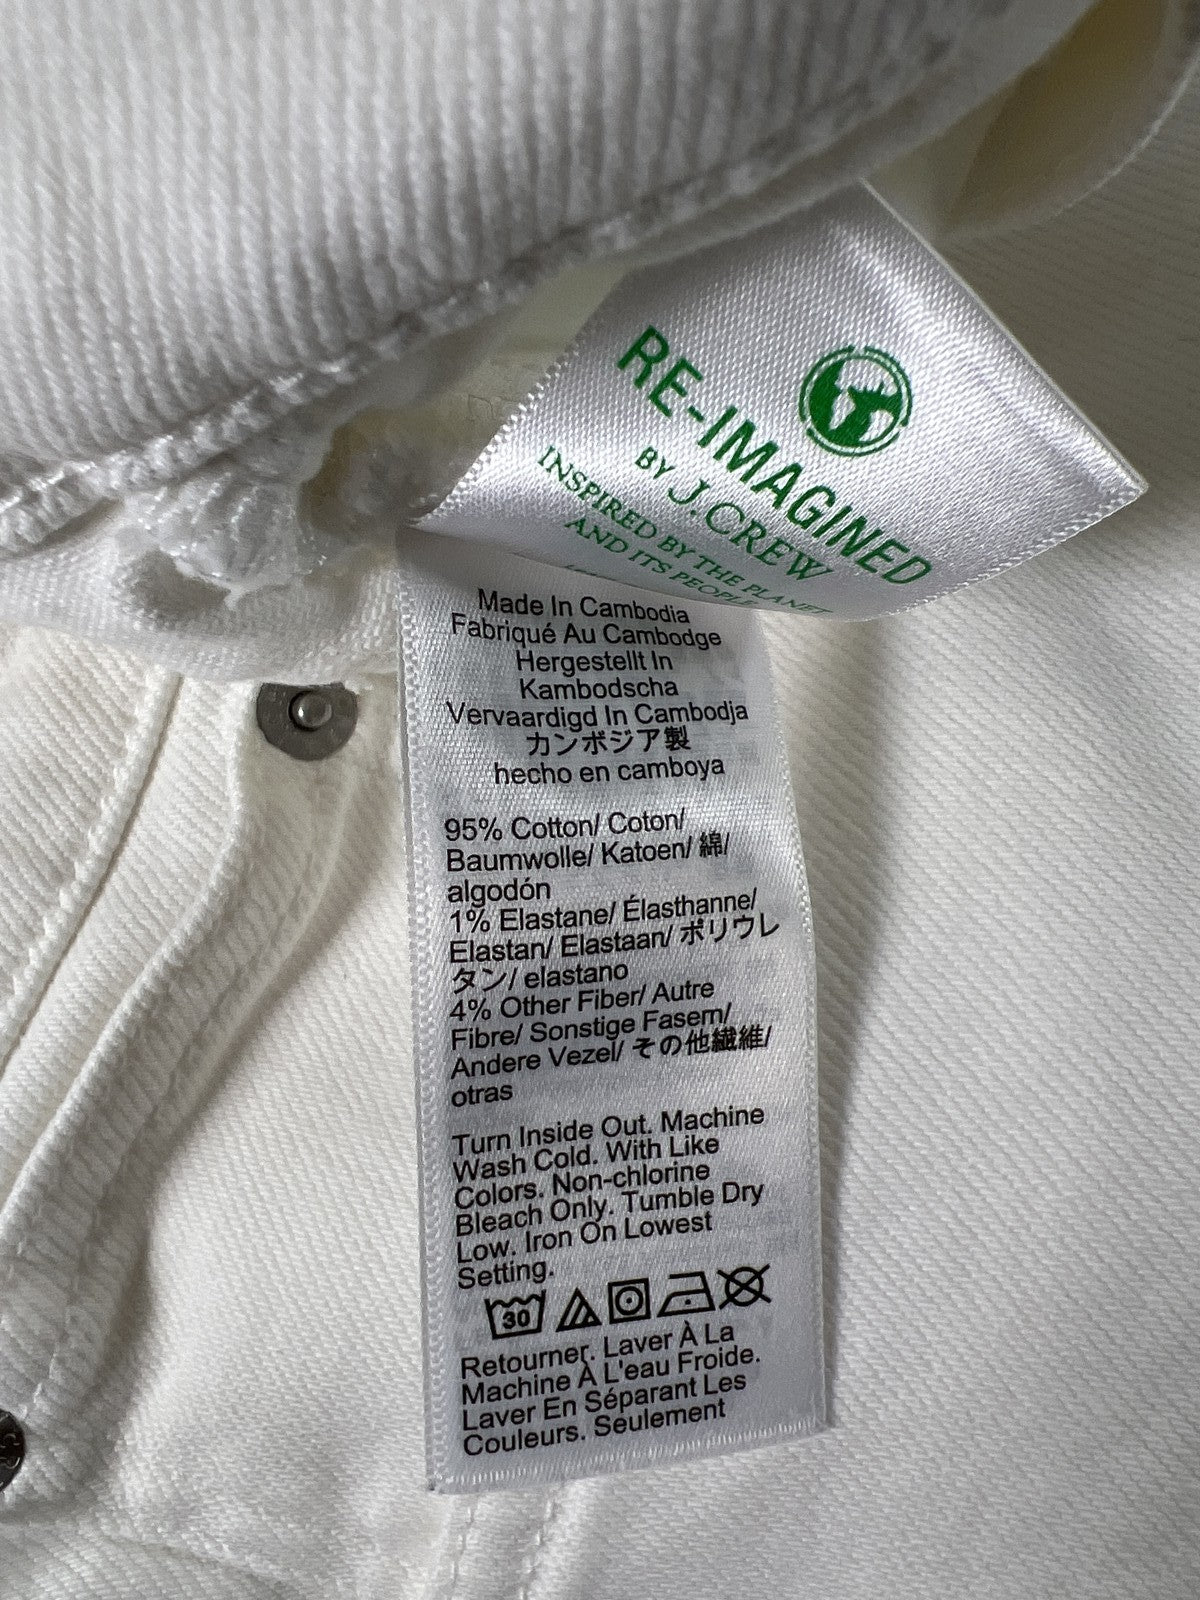 RE-IMAGINED
BY J.CREW
INSPIRED BY THE PLANET
AND ITS PEOPLE
Made In Cambodia
Fabriqué Au Cambodge
Hergestellt In
Kambodscha
Vervaardigd In Cambodja
カンボジア製
hecho en camboya
95% Cotton/ Coton/
Baumwolle/ Katoen/ 綿/
algodón
1% Elastane/ Élasthanne/
Elastan/ Elastaan/ ポリウレ
タン/ elastano
4% Other Fiber/ Autre
Fibre/ Sonstige Fasern/
Andere Vezel/ その他繊維/
otras
Turn Inside Out. Machine
Wash Cold. With Like
Colors. Non-chlorine
Bleach Only. Tumble Dry
Low. Iron On Lowest
Setting.
30
Retourner. Laver À La
Machine À L'eau Froide.
Laver En Séparant Les
Couleurs. Seulement